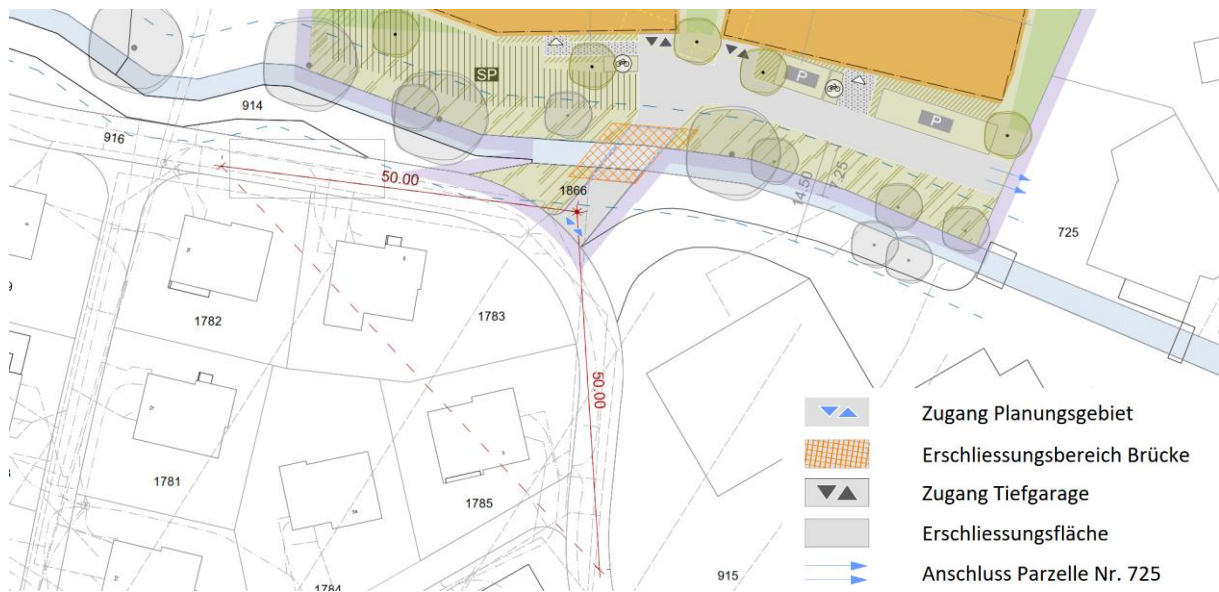 SP
P
P
914
916
50.00
1866
14.50
7.25
725
1782
1783
50.00
1781
1785
1784
915
Zugang Planungsgebiet
Erschliessungsbereich Brücke
Zugang Tiefgarage
Erschliessungsfläche
Anschluss Parzelle Nr. 725